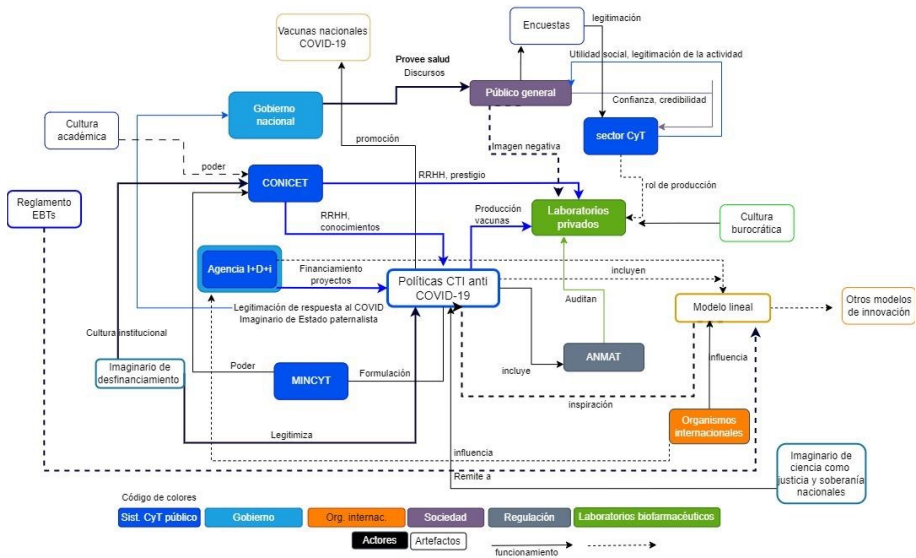 Vacunas nacionales
COVID-19
Encuestas
legitimación
Provee salud
Discursos
Utilidad social, legitimación de la actividad
Público general
Confianza, credibilidad
Gobierno
nacional
Cultura
académica
promoción
sector CyT
Imagen negativa
poder
CONICET
RRHH, prestigio
rol de producción
Reglamento
EBTs
RRHH,
conocimientos
Producción
vacunas
Laboratorios
privados
Cultura
burocrática
Agencia I+D+i
Financiamiento
proyectos
Políticas CTI anti
COVID-19
incluyen
Auditan
Modelo lineal
Otros modelos
de innovación
Legitimación de respuesta al COVID
Imaginario de Estado paternalista
Cultura institucional
Imaginario de
desfinanciamiento
Poder
MINCYT
Formulación
incluye
ANMAT
influencia
inspiración
Organismos
internacionales
Legitimiza
influencia
Remite a
Imaginario de
ciencia como
justicia y soberanía
nacionales
Código de colores
Sist. CyT público
Gobierno
Org. internac.
Sociedad
Regulación
Laboratorios biofarmacéuticos
Actores
Artefactos
funcionamiento